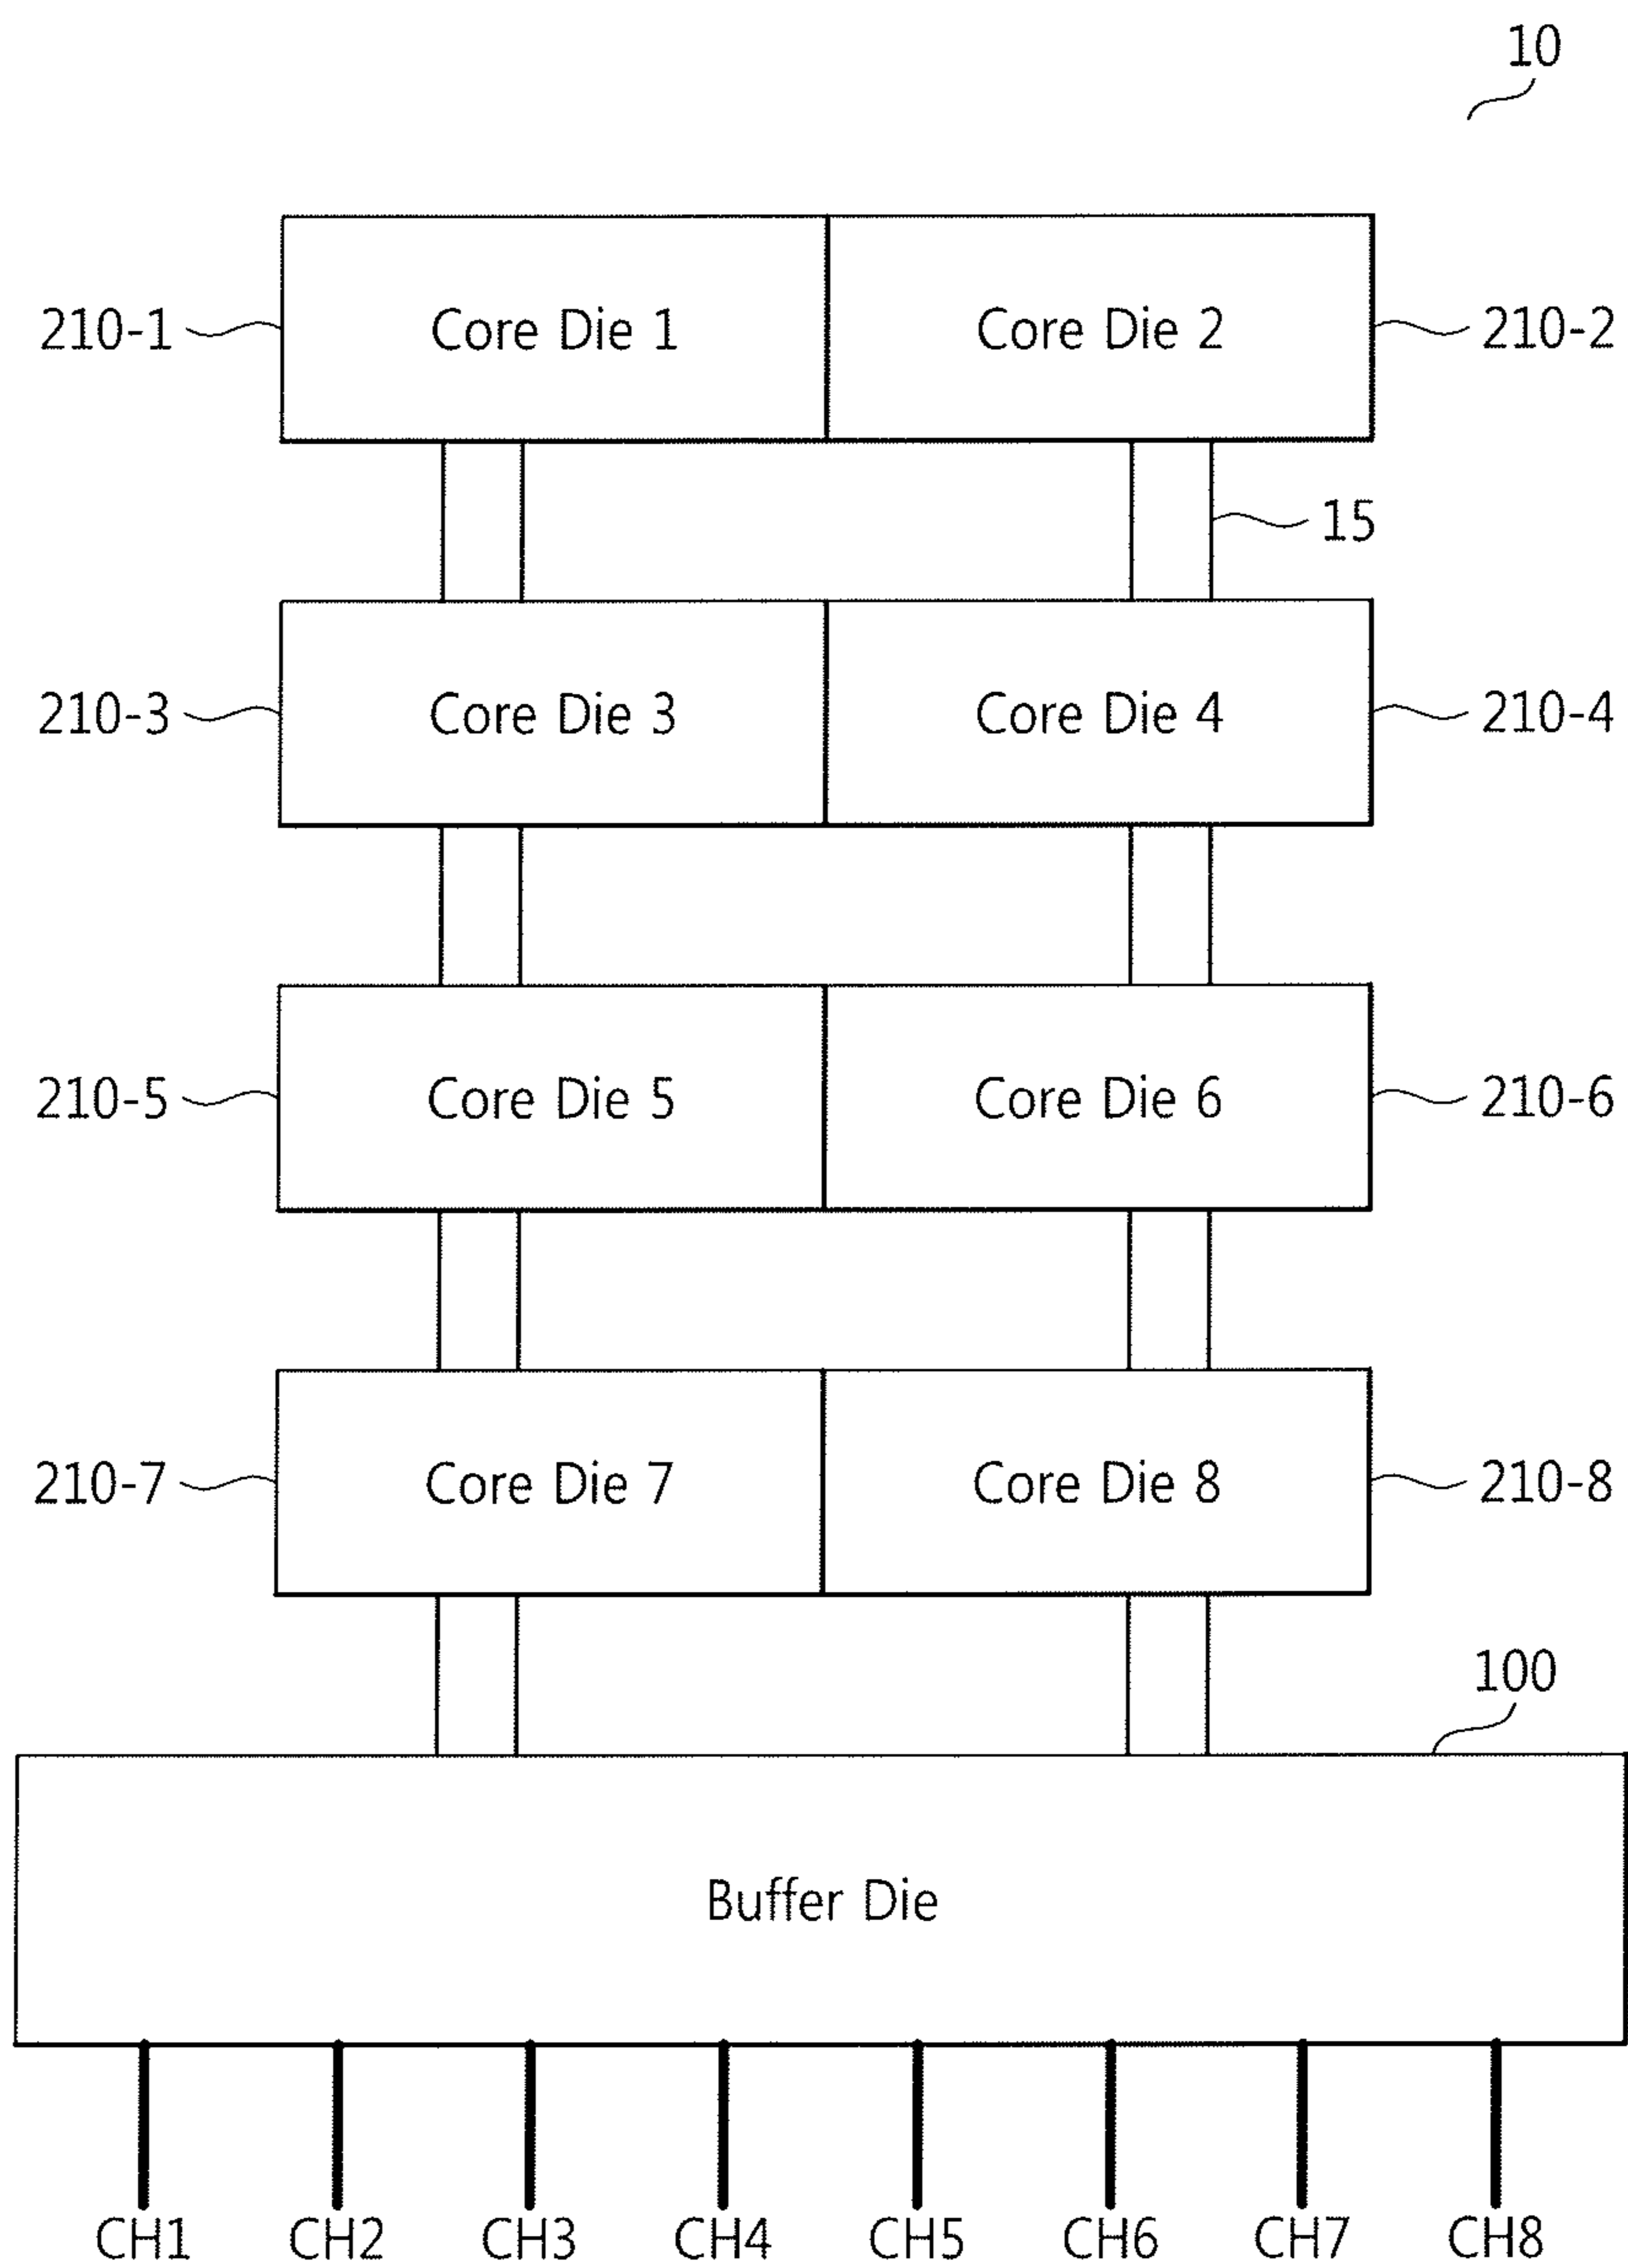 10
210-1 Core Die 1 Core Die 2 210-2
15
210-3 Core Die 3 Core Die 4 210-4
210-5 Core Die 5 Core Die 6 210-6
210-7 Core Die 7 Core Die 8 210-8
100
Buffer Die
CH1 CH2 CH3 CH4 CH5 CH6 CH7 CH8